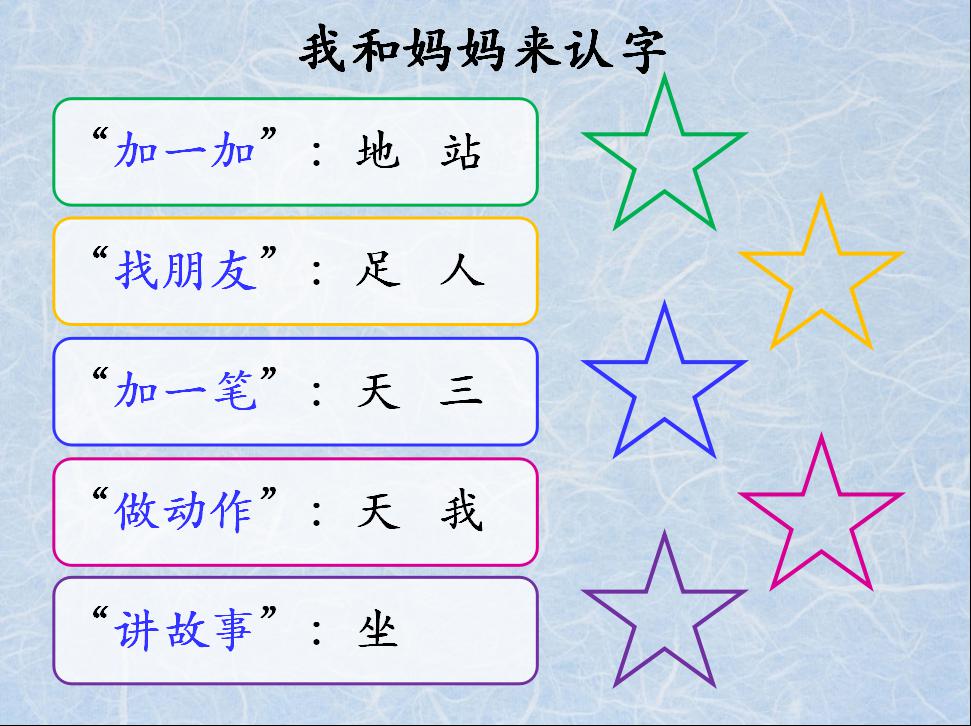 我和妈妈来认字
“加一加”：地 站
“找朋友”：足 人
“加一笔”：天 三
“做动作”：天 我
“讲故事”：坐